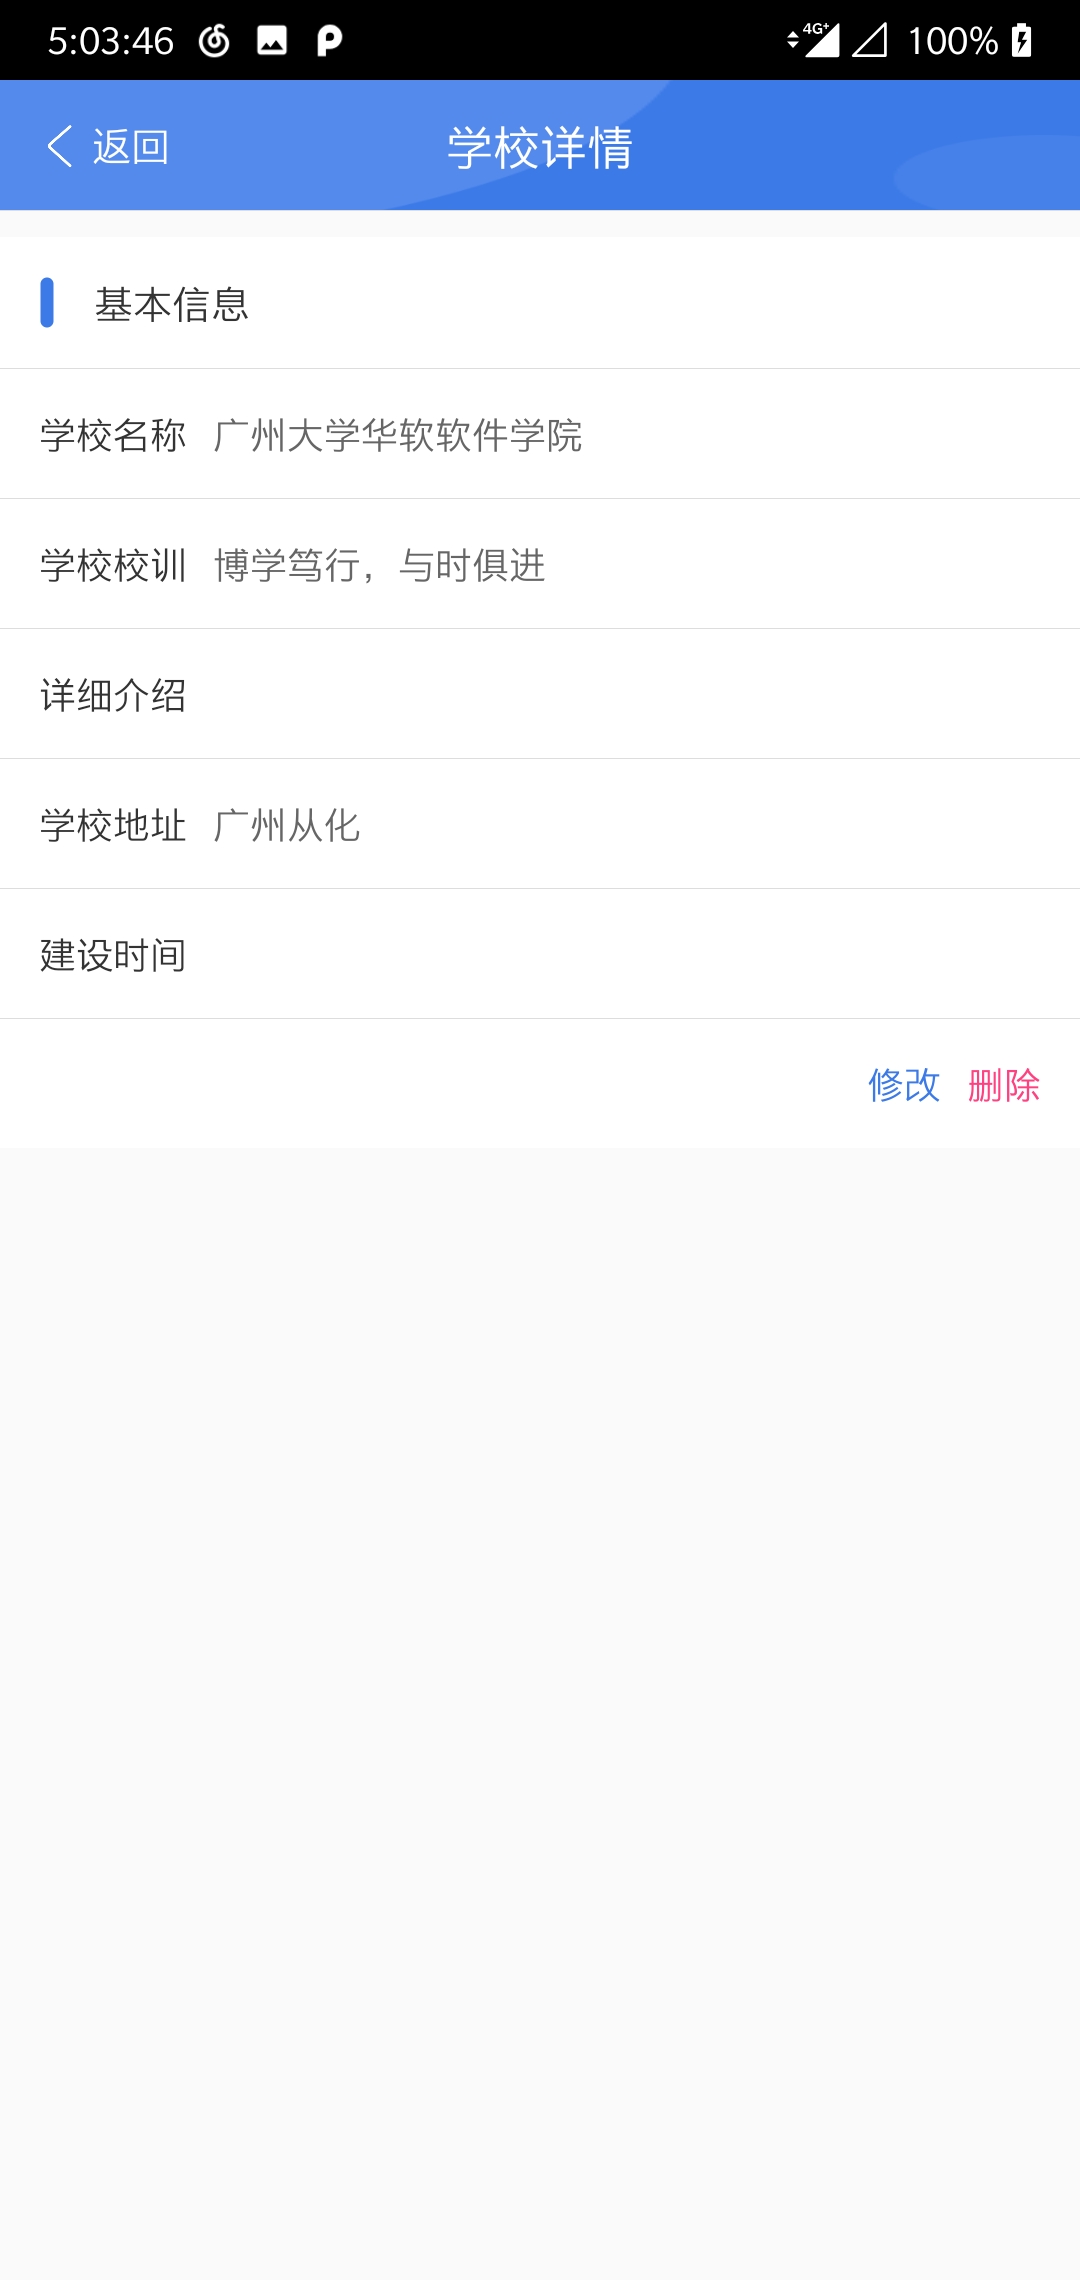 5:03:46 4G+ 100%
返回 学校详情
基本信息
学校名称 广州大学华软软件学院
学校校训 博学笃行，与时俱进
详细介绍
学校地址 广州从化
建设时间
修改 删除